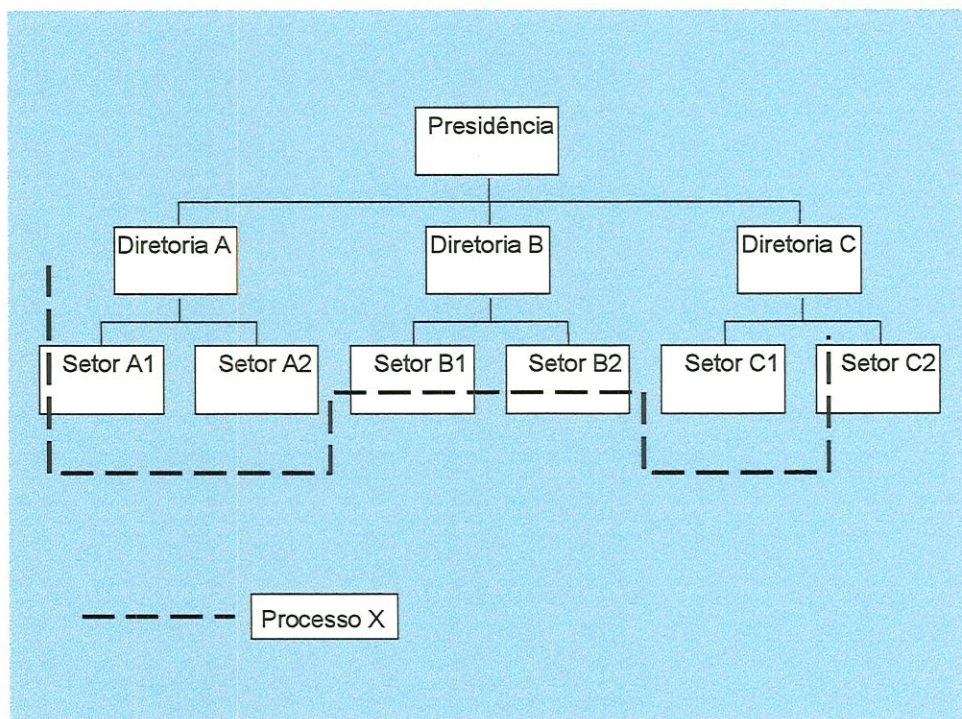 Presidência
Diretoria A
Diretoria B
Diretoria C
Setor A1
Setor A2
Setor B1
Setor B2
Setor C1
Setor C2
Processo X